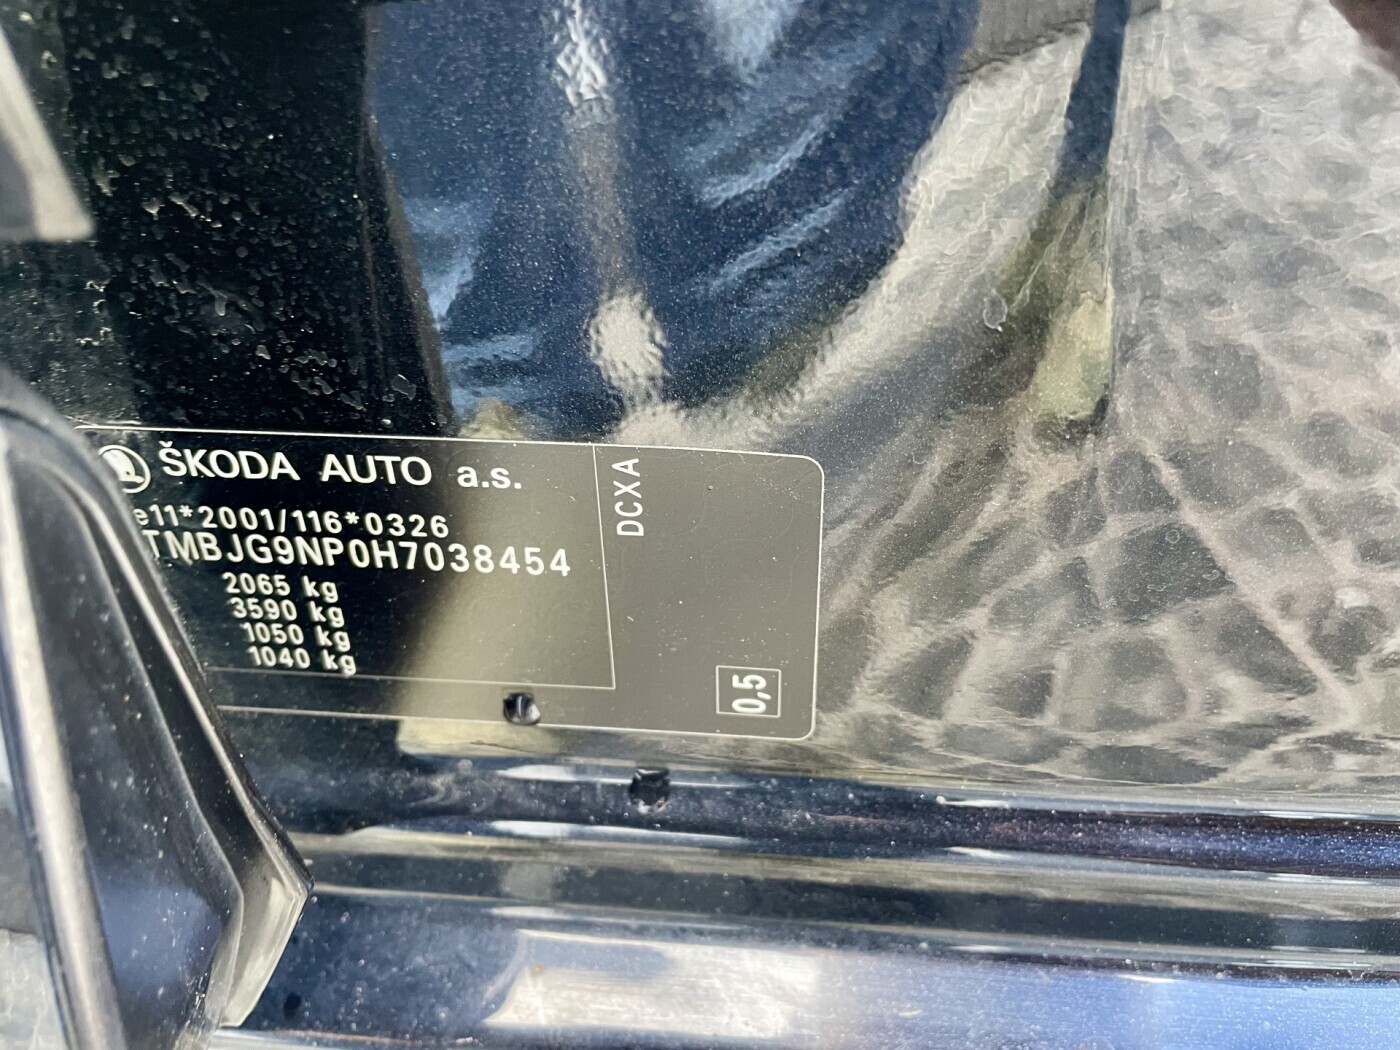 ŠKODA AUTO a.s.
e11*2001/116*0326
TMBJG9NP0H7038454
2065 kg
3590 kg
1050 kg
1040 kg
DCXA
0,5